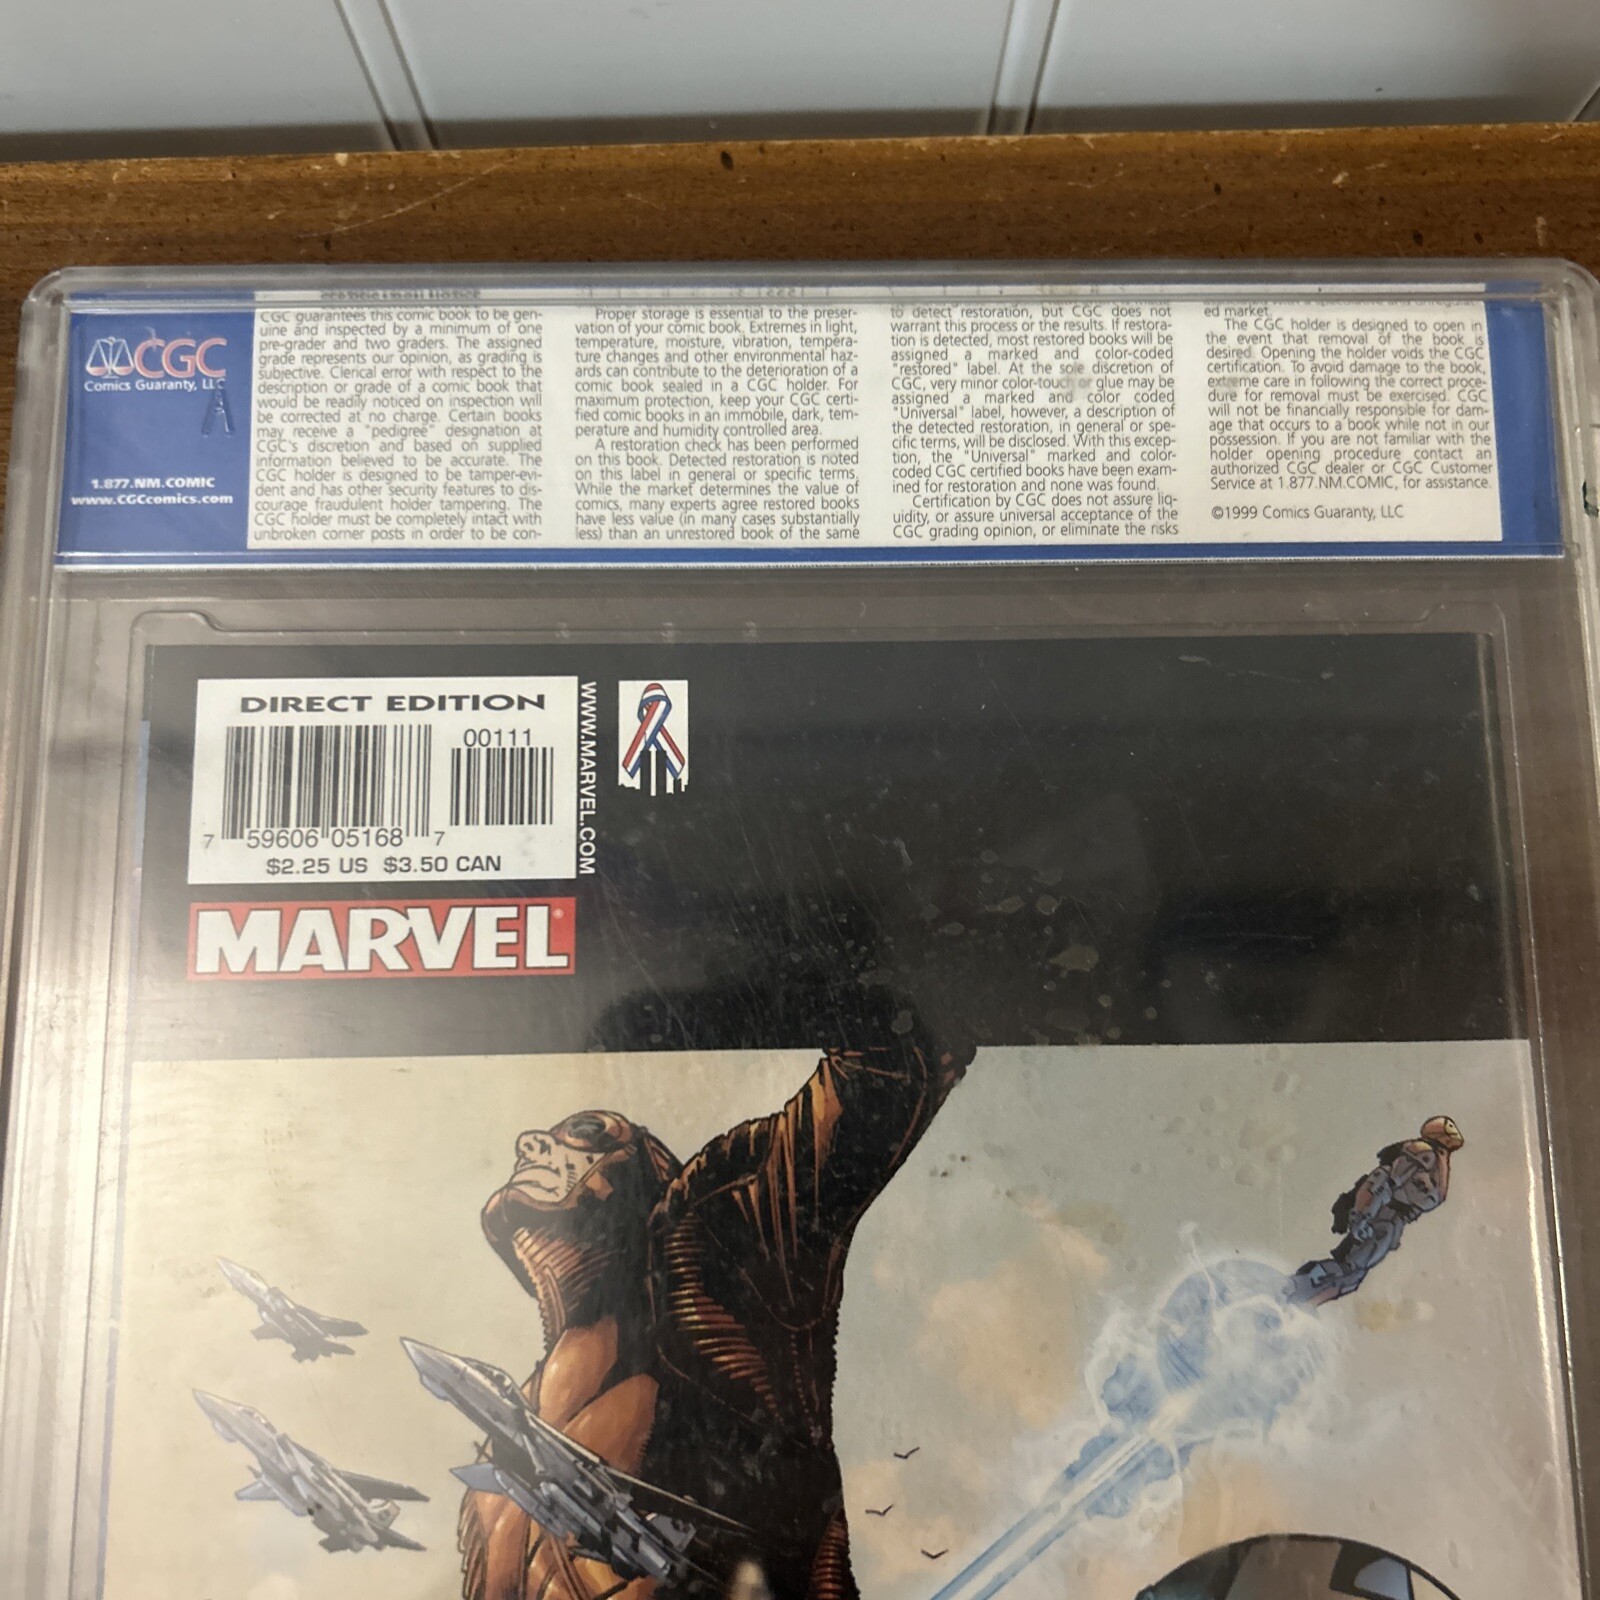 CGC
Comics Guaranty, LLC
1.877.NM.COMIC
www.CGCcomics.com
CGC guarantees this comic book to be gen-
uine and inspected by a minimum of one
pre-grader and two graders. The assigned
grade represents our opinion, as grading is
subjective. Clerical error with respect to the
description or grade of a comic book that
would be readily noticed on inspection will
be corrected at no charge. Certain books
may receive a "pedigree" designation at
CGC's discretion and based on supplied
information believed to be accurate. The
CGC holder is designed to be tamper-evi-
dent and has other security features to dis-
courage fraudulent holder tampering. The
CGC holder must be completely intact with
unbroken corner posts in order to be con-
Proper storage is essential to the preser-
vation of your comic book. Extremes in light,
temperature, moisture, vibration, tempera-
ture changes and other environmental haz-
ards can contribute to the deterioration of a
comic book sealed in a CGC holder. For
maximum protection, keep your CGC certi-
fied comic books in an immobile, dark, tem-
perature and humidity controlled area.
A restoration check has been performed
on this book. Detected restoration is noted
on this label in general or specific terms.
While the market determines the value of
comics, many experts agree restored books
have less value (in many cases substantially
less) than an unrestored book of the same
to detect restoration, but CGC does not
warrant this process or the results. If restora-
tion is detected, most restored books will be
assigned a marked and color-coded
"restored" label. At the sole discretion of
CGC, very minor color-touch or glue may be
assigned a marked and color coded
"Universal" label, however, a description of
the detected restoration, in general or spe-
cific terms, will be disclosed. With this excep-
tion, the "Universal" marked and color-
coded CGC certified books have been exam-
ined for restoration and none was found.
Certification by CGC does not assure liq-
uidity, or assure universal acceptance of the
CGC grading opinion, or eliminate the risks
ed market.
The CGC holder is designed to open in
the event that removal of the book is
desired. Opening the holder voids the CGC
certification. To avoid damage to the book,
extreme care in following the correct proce-
dure for removal must be exercised. CGC
will not be financially responsible for dam-
age that occurs to a book while not in our
possession. If you are not familiar with the
holder opening procedure contact an
authorized CGC dealer or CGC Customer
Service at 1.877.NM.COMIC, for assistance.
©1999 Comics Guaranty, LLC
DIRECT EDITION
00111
7 59606 05168 7
$2.25 US $3.50 CAN
WWW.MARVEL.COM
MARVEL